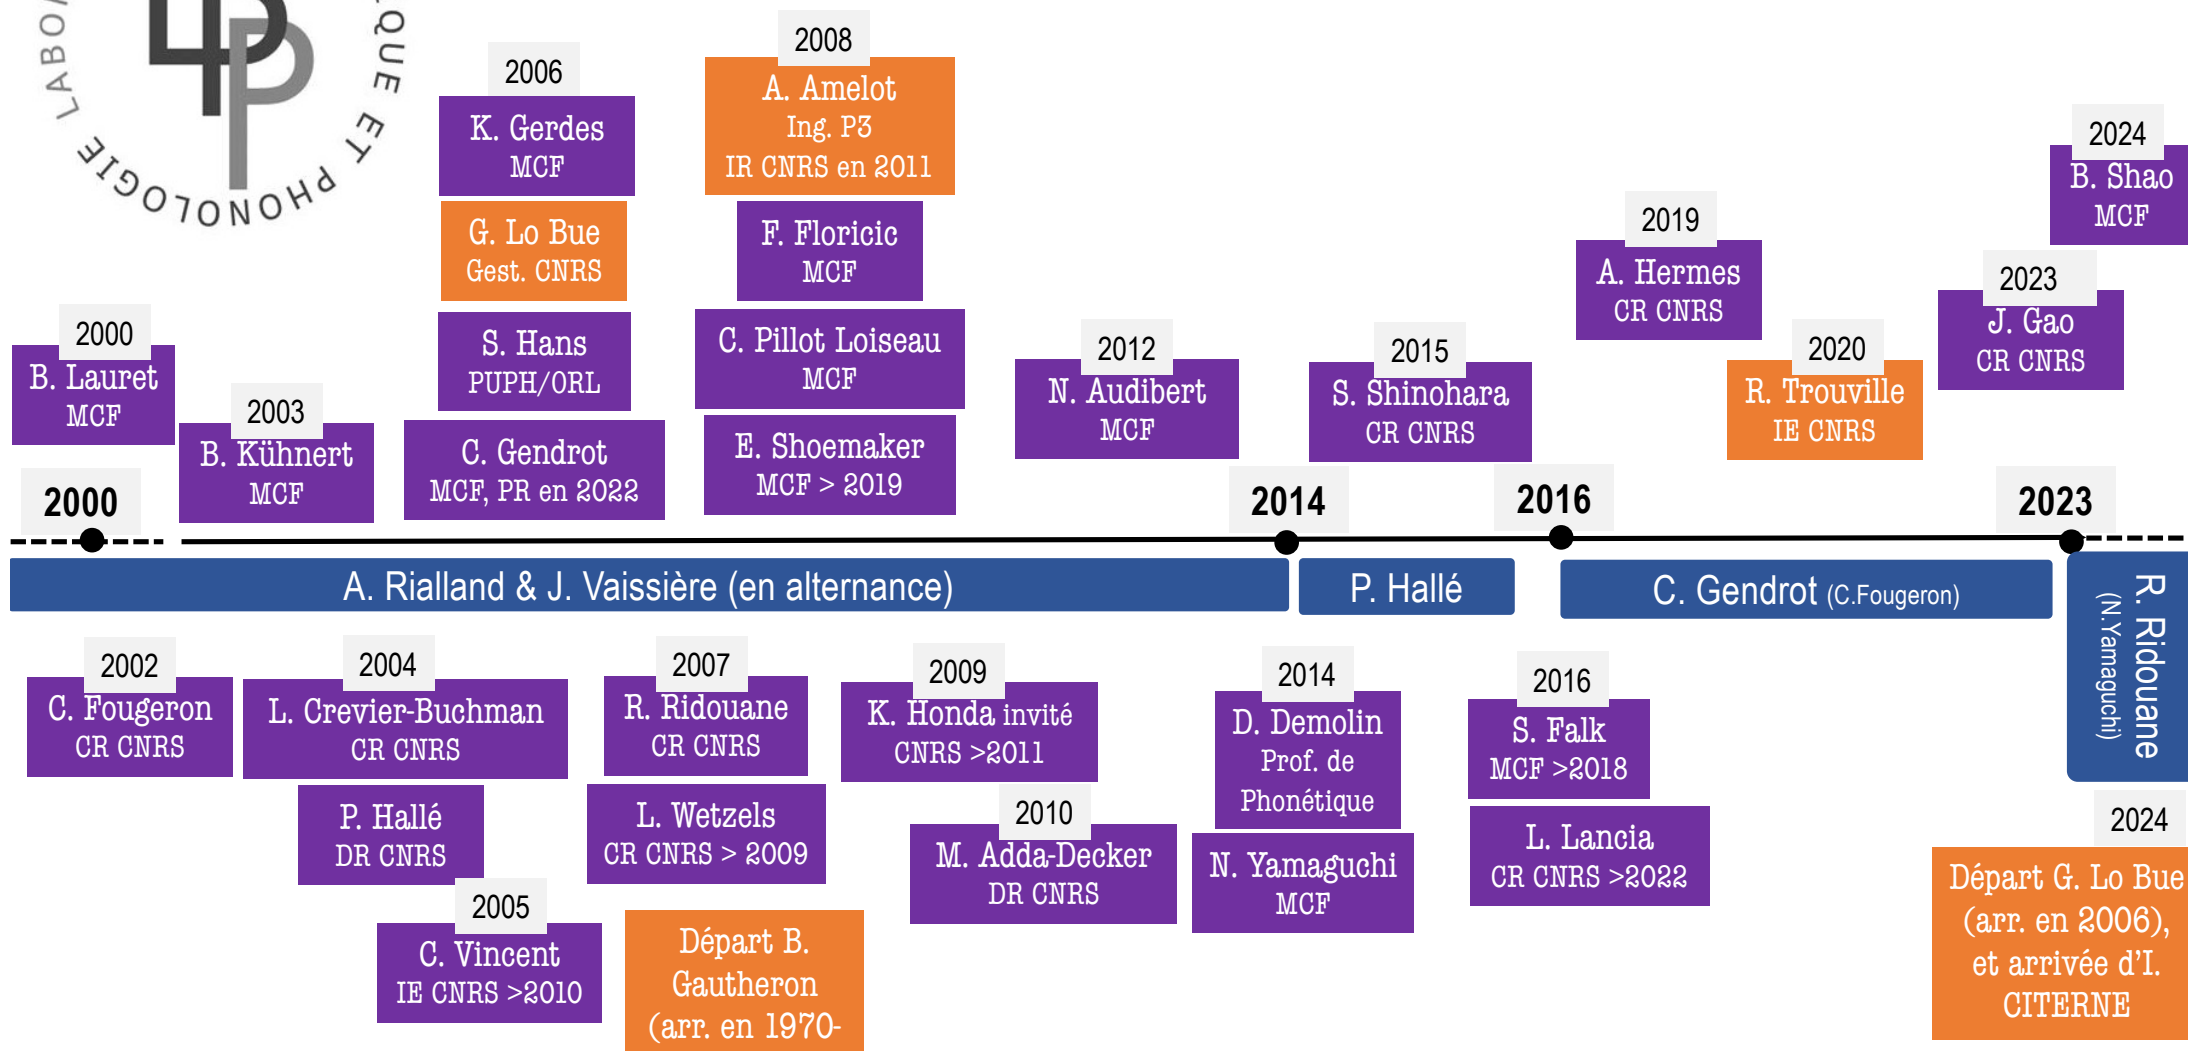 LABO
QUE ET PHONOLOGIE
2000
B. Lauret
MCF
2003
B. Kühnert
MCF
2006
K. Gerdes
MCF
G. Lo Bue
Gest. CNRS
S. Hans
PUPH/ORL
C. Gendrot
MCF, PR en 2022
2008
A. Amelot
Ing. P3
IR CNRS en 2011
F. Floricic
MCF
C. Pillot Loiseau
MCF
E. Shoemaker
MCF > 2019
2012
N. Audibert
MCF
2015
S. Shinohara
CR CNRS
2019
A. Hermes
CR CNRS
2020
R. Trouville
IE CNRS
2023
J. Gao
CR CNRS
2024
B. Shao
MCF
2000
2014
2016
2023
A. Rialland & J. Vaissière (en alternance)
P. Hallé
C. Gendrot (C.Fougeron)
R. Ridouane
(N.Yamaguchi)
2002
C. Fougeron
CR CNRS
2004
L. Crevier-Buchman
CR CNRS
P. Hallé
DR CNRS
2005
C. Vincent
IE CNRS >2010
2007
R. Ridouane
CR CNRS
L. Wetzels
CR CNRS > 2009
Départ B.
Gautheron
(arr. en 1970-
2009
K. Honda invité
CNRS >2011
2010
M. Adda-Decker
DR CNRS
2014
D. Demolin
Prof. de
Phonétique
N. Yamaguchi
MCF
2016
S. Falk
MCF >2018
L. Lancia
CR CNRS >2022
2024
Départ G. Lo Bue
(arr. en 2006),
et arrivée d'I.
CITERNE